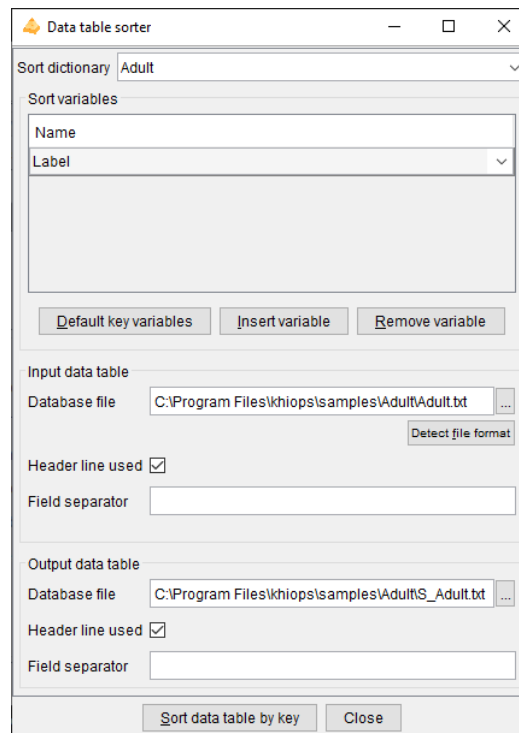 Data table sorter
Sort dictionary Adult
Sort variables
Name
Label
Default key variables Insert variable Remove variable
Input data table
Database file C:\Program Files\khiops\samples\Adult\Adult.txt ...
Detect file format
Header line used
Field separator
Output data table
Database file C:\Program Files\khiops\samples\Adult\S_Adult.txt ...
Header line used
Field separator
Sort data table by key Close